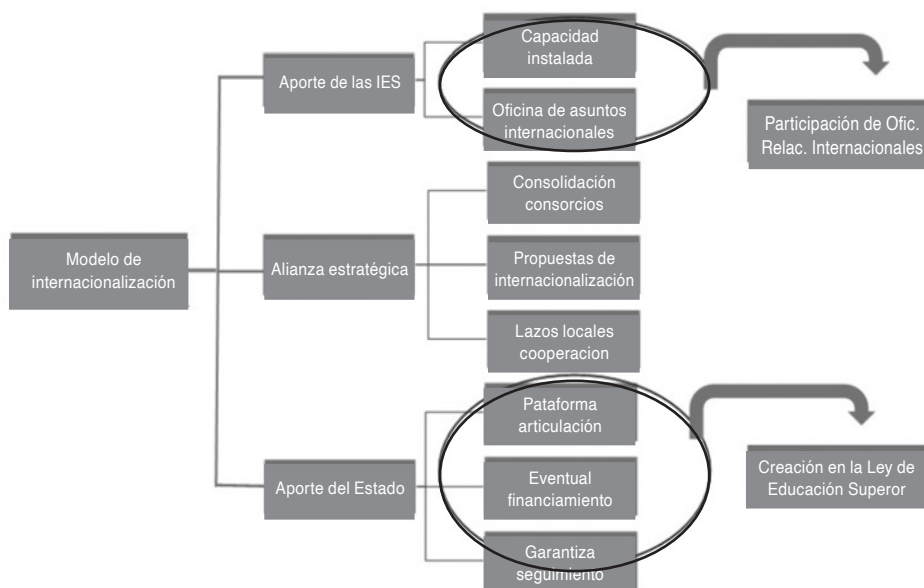 Modelo de
internacionalización
Aporte de las IES
Capacidad
instalada
Oficina de asuntos
internacionales
Participación de Ofic.
Relac. Internacionales
Alianza estratégica
Consolidación
consorcios
Propuestas de
internacionalización
Lazos locales
cooperacion
Aporte del Estado
Pataforma
articulación
Eventual
financiamiento
Garantiza
seguimiento
Creación en la Ley de
Educación Superor